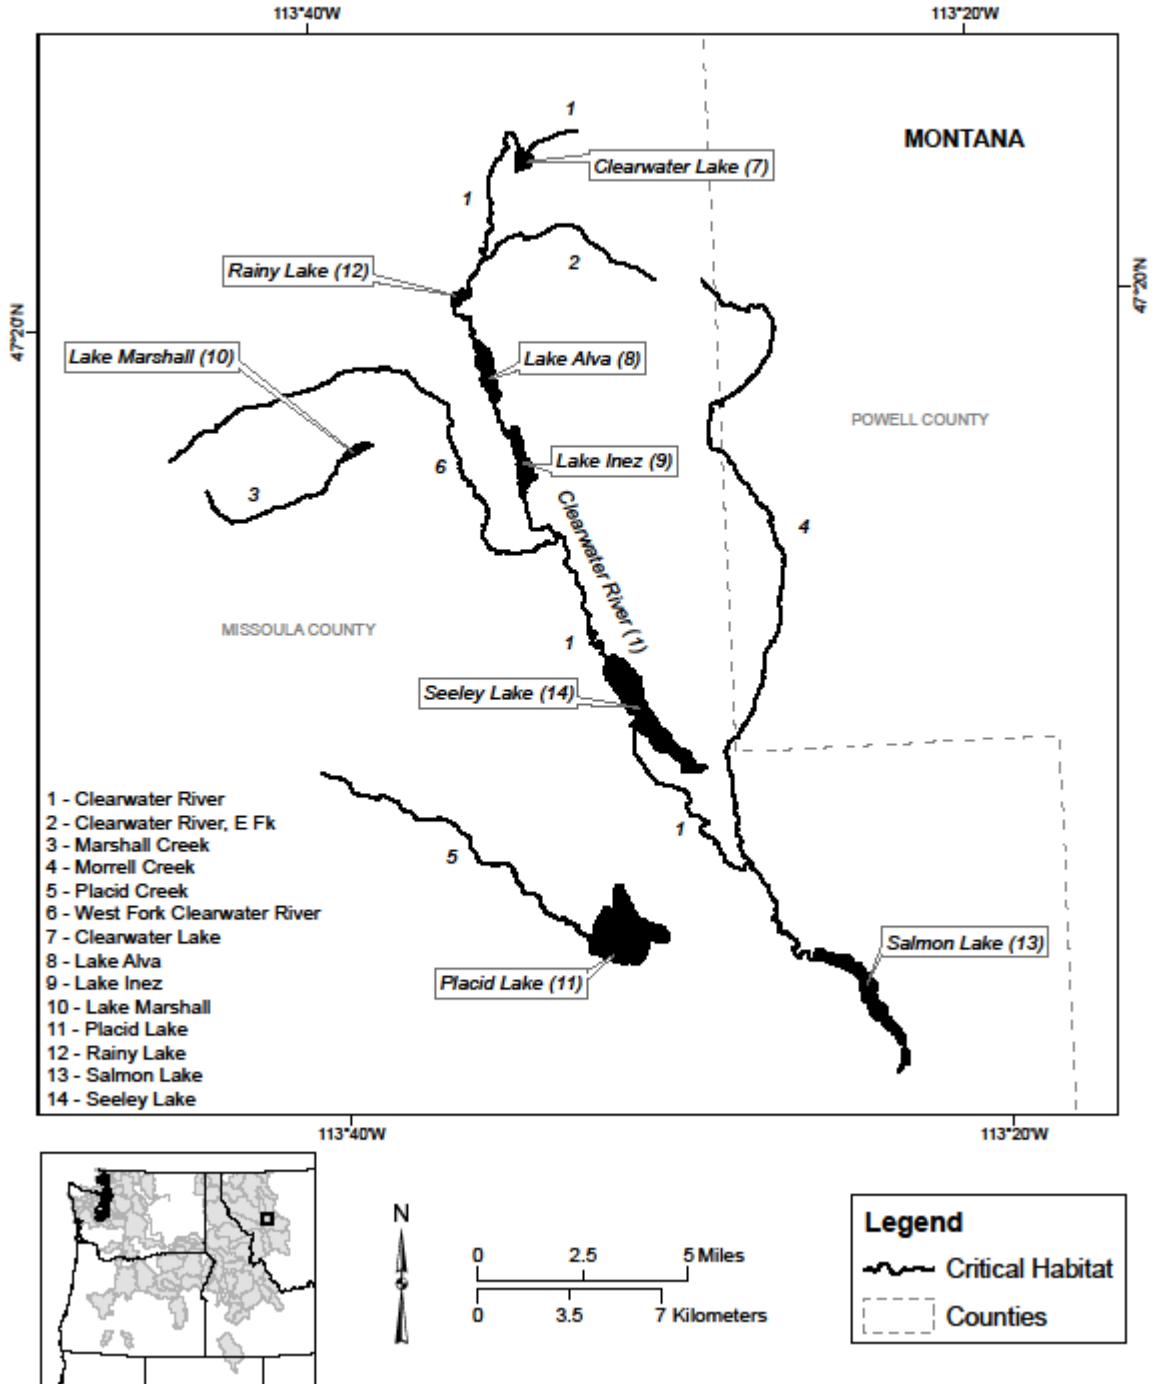 113°40'W
113°20'W
1
MONTANA
Clearwater Lake (7)
1
2
Rainy Lake (12)
47°20'N
47°20'N
Lake Marshall (10)
Lake Alva (8)
POWELL COUNTY
6
Lake Inez (9)
3
4
Clearwater River (1)
MISSOULA COUNTY
1
Seeley Lake (14)
1 - Clearwater River
2 - Clearwater River, E Fk
3 - Marshall Creek
4 - Morrell Creek
5 - Placid Creek
6 - West Fork Clearwater River
7 - Clearwater Lake
8 - Lake Alva
9 - Lake Inez
10 - Lake Marshall
11 - Placid Lake
12 - Rainy Lake
13 - Salmon Lake
14 - Seeley Lake
1
5
Salmon Lake (13)
Placid Lake (11)
113°40'W
113°20'W
N
0 2.5 5 Miles
0 3.5 7 Kilometers
Legend
Critical Habitat
Counties